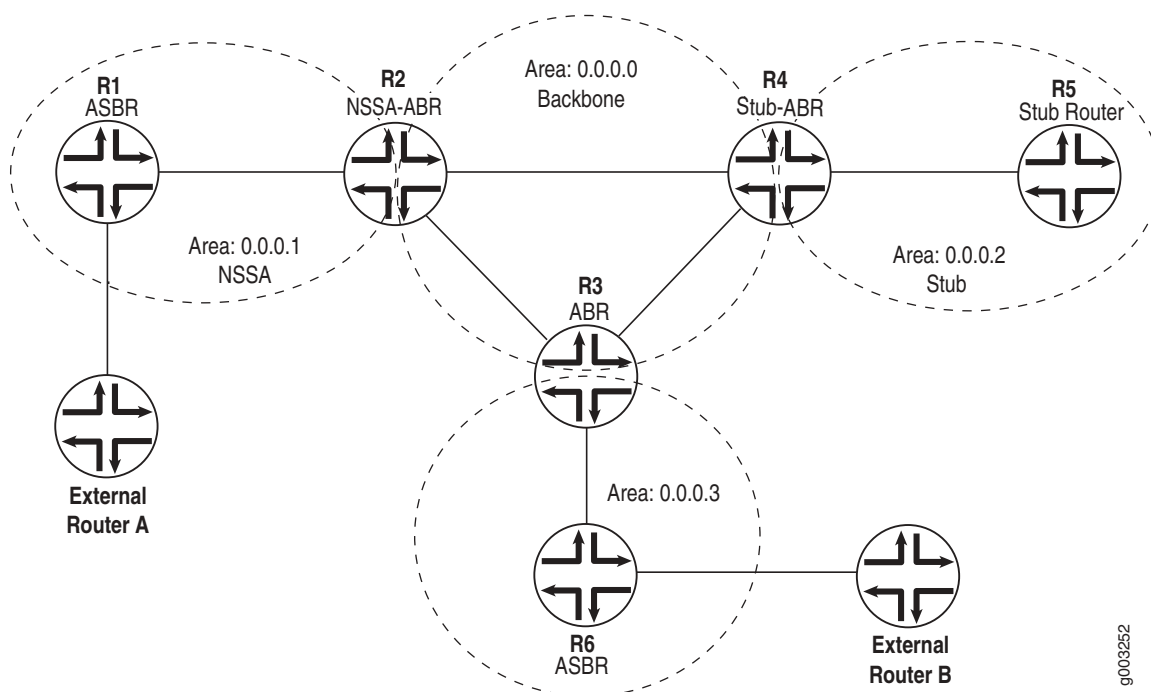 R1
ASBR
R2
NSSA-ABR
Area: 0.0.0.0
Backbone
R4
Stub-ABR
R5
Stub Router
Area: 0.0.0.1
NSSA
R3
ABR
Area: 0.0.0.2
Stub
External
Router A
Area: 0.0.0.3
R6
ASBR
External
Router B
g003252